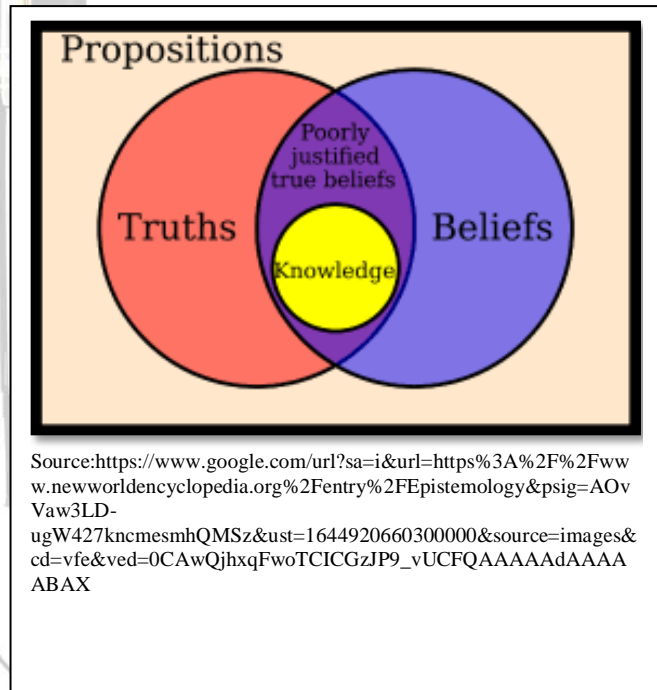 Propositions
Poorly
justified
true beliefs
Truths
Beliefs
Knowledge
Source:https://www.google.com/url?sa=i&url=https%3A%2F%2Fww
w.newworldencyclopedia.org%2Fentry%2FEpistemology&psig=AOv
Vaw3LD-
ugW427kncmesmhQMSz&ust=1644920660300000&source=images&
cd=vfe&ved=0CAwQjhxqFwoTCICGzJP9_vUCFQAAAAAdAAAA
ABAX